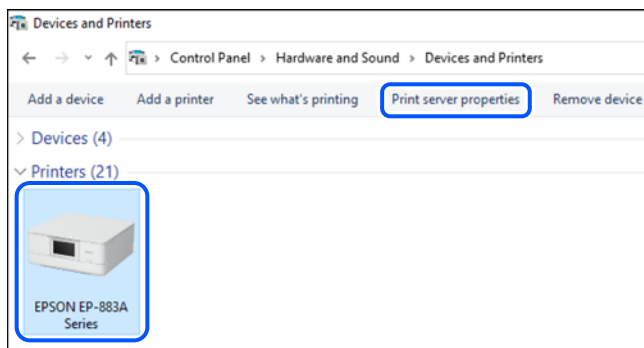 Devices and Printers
Control Panel > Hardware and Sound > Devices and Printers
Add a device Add a printer See what's printing Print server properties Remove device
Devices (4)
Printers (21)
EPSON EP-883A
Series